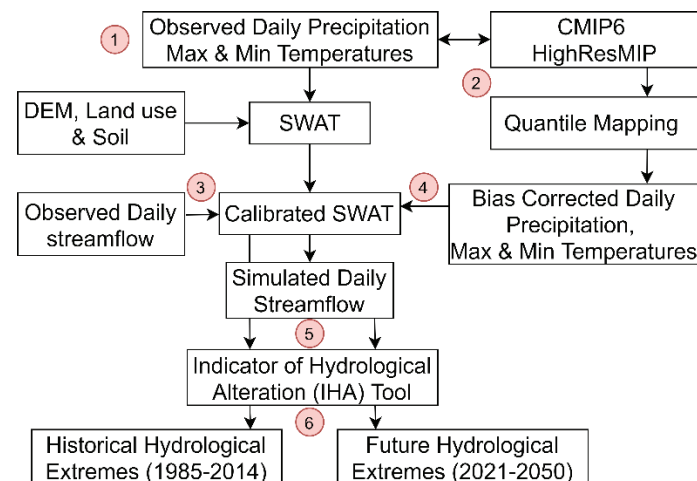 1
Observed Daily Precipitation
Max & Min Temperatures
CMIP6
HighResMIP
2
DEM, Land use
& Soil
SWAT
Quantile Mapping
3
4
Observed Daily
streamflow
Calibrated SWAT
Bias Corrected Daily
Precipitation,
Max & Min Temperatures
Simulated Daily
Streamflow
5
Indicator of Hydrological
Alteration (IHA) Tool
6
Historical Hydrological
Extremes (1985-2014)
Future Hydrological
Extremes (2021-2050)